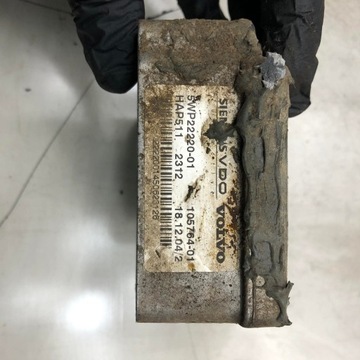 SIEMENS VDO VOLVO
5WP22220-01 105764-01
HAP511 2312 18.12.04/2